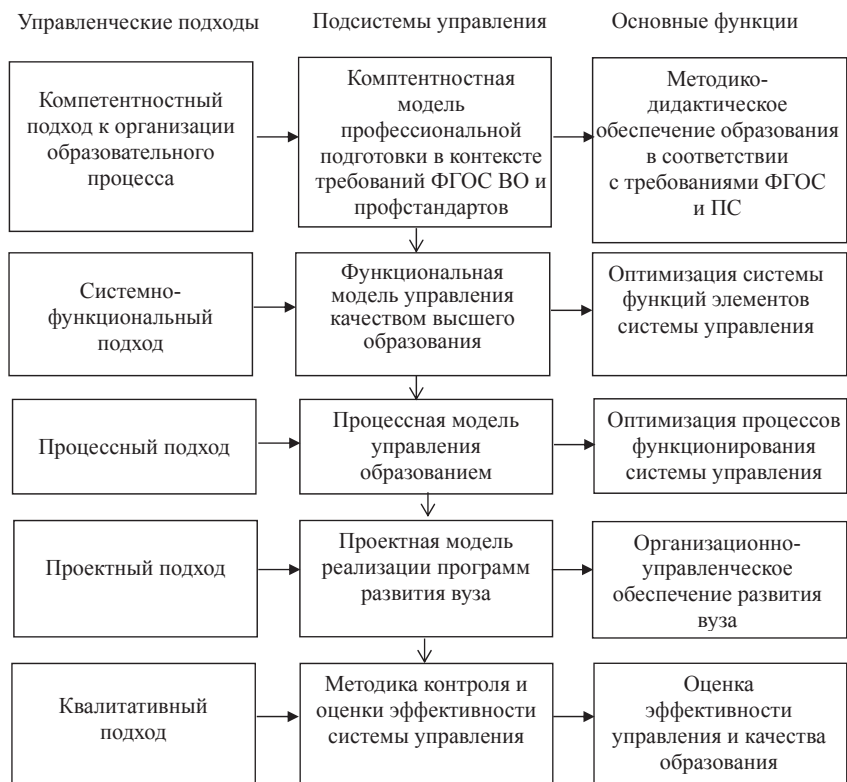 Управленческие подходы
Подсистемы управления
Основные функции
Компетентностный
подход к организации
образовательного
процесса
Комптентностная
модель
профессиональной
подготовки в контексте
требований ФГОС ВО и
профстандартов
Методико-
дидактическое
обеспечение образования
в соответствии
с требованиями ФГОС
и ПС
Системно-
функциональный
подход
Функциональная
модель управления
качеством высшего
образования
Оптимизация системы
функций элементов
системы управления
Процессный подход
Процессная модель
управления
образованием
Оптимизация процессов
функционирования
системы управления
Проектный подход
Проектная модель
реализации программ
развития вуза
Организационно-
управленческое
обеспечение развития
вуза
Квалитативный
подход
Методика контроля и
оценки эффективности
системы управления
Оценка
эффективности
управления и качества
образования